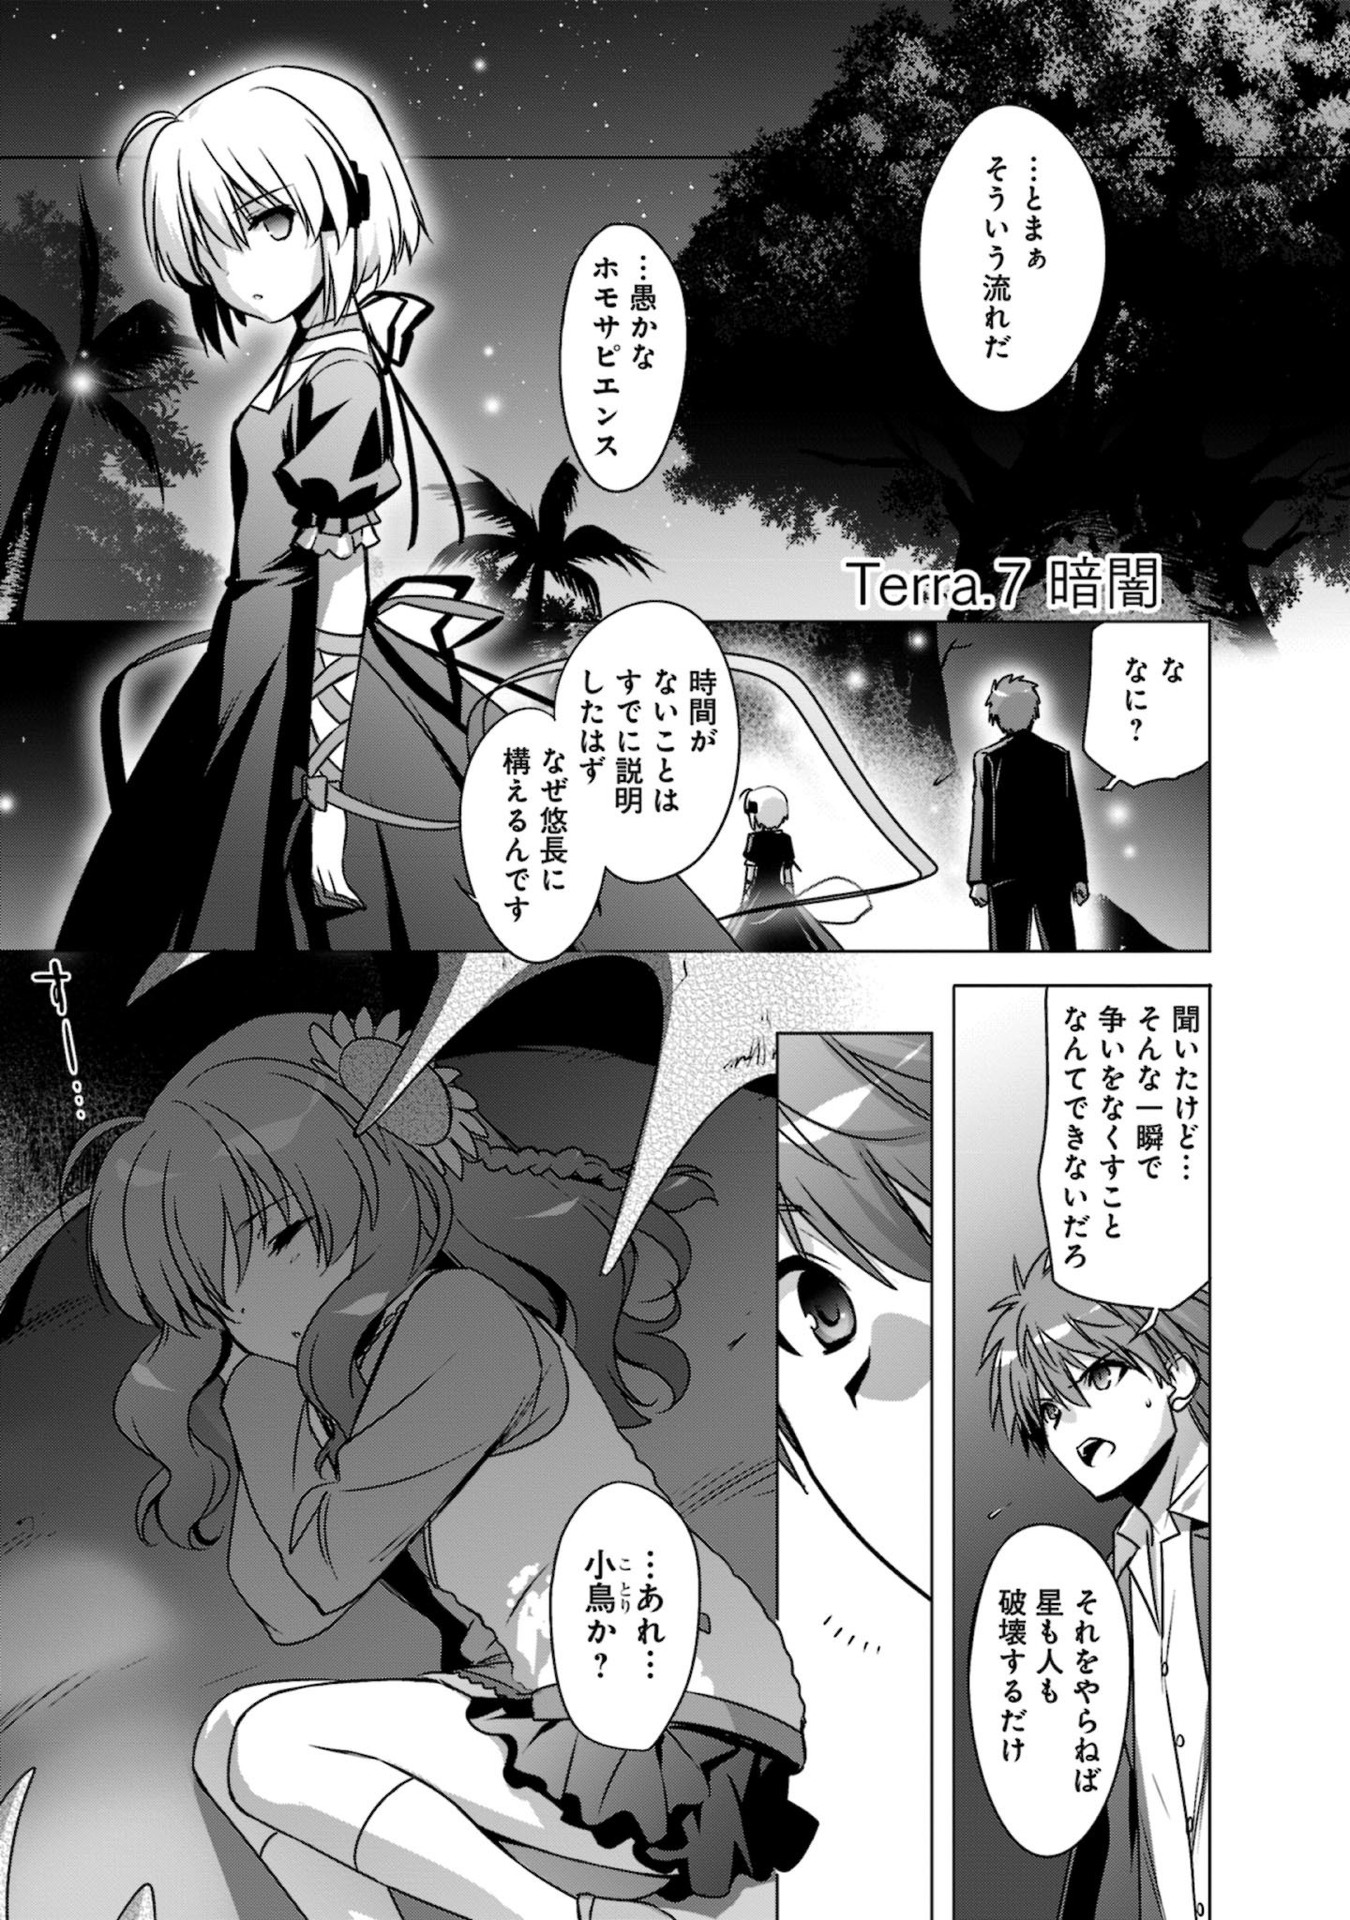 …とまぁ
そういう流れだ
…愚かな
ホモサピエンス
Terra.7 暗闇
な
なに?
時間が
ないことは
すでに説明
したはず
なぜ悠長に
構えるんです
聞いたけど…
そんな一瞬で
争いをなくすこと
なんてできないだろ
それをやらねば
星も人も
破壊するだけ
…あれ…
小鳥か?
ことり
すー…